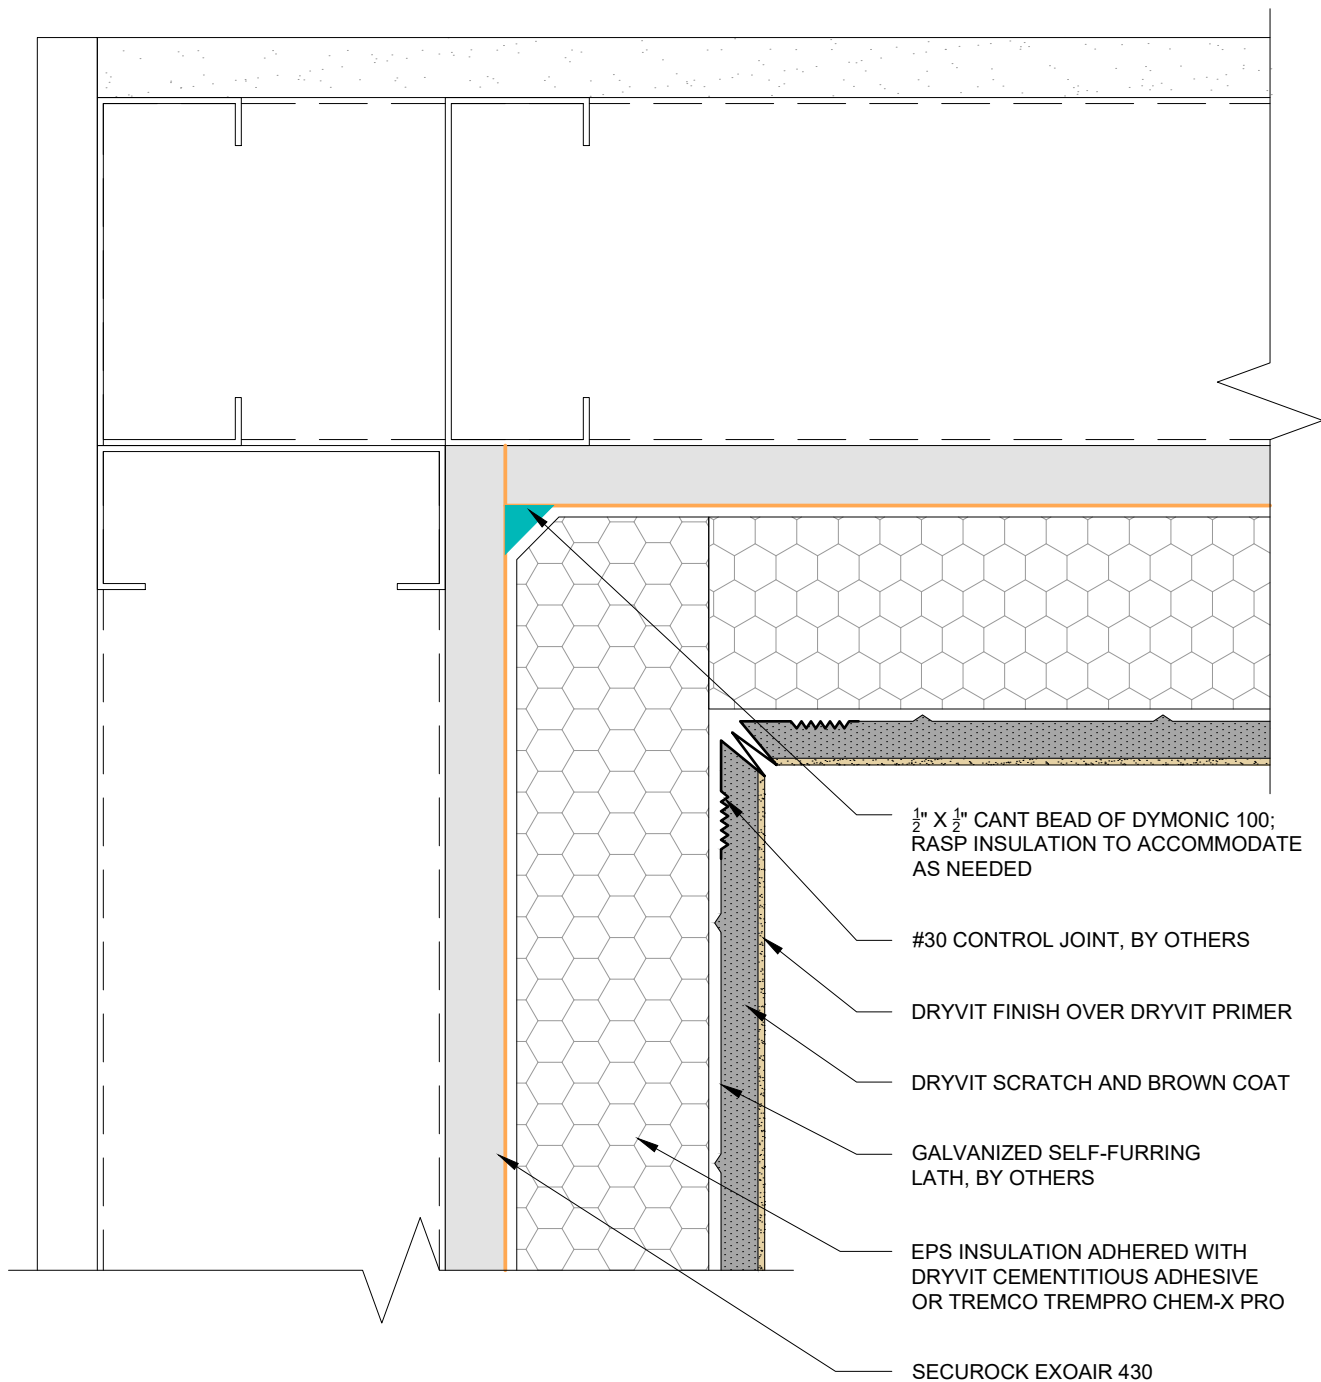 ½" X ½" CANT BEAD OF DYMONIC 100;
RASP INSULATION TO ACCOMMODATE
AS NEEDED
#30 CONTROL JOINT, BY OTHERS
DRYVIT FINISH OVER DRYVIT PRIMER
DRYVIT SCRATCH AND BROWN COAT
GALVANIZED SELF-FURRING
LATH, BY OTHERS
EPS INSULATION ADHERED WITH
DRYVIT CEMENTITIOUS ADHESIVE
OR TREMCO TREMPRO CHEM-X PRO
SECUROCK EXOAIR 430